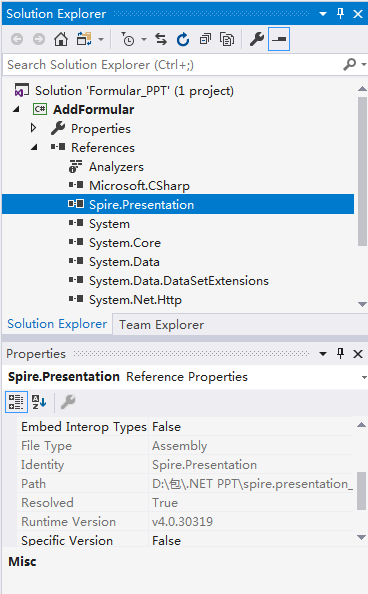 Solution Explorer
Search Solution Explorer (Ctrl+;)
Solution 'Formular_PPT' (1 project)
AddFormular
Properties
References
Analyzers
Microsoft.CSharp
Spire.Presentation
System
System.Core
System.Data
System.Data.DataSetExtensions
System.Net.Http
Solution Explorer Team Explorer
Properties
Spire.Presentation Reference Properties
Embed Interop Types False
File Type Assembly
Identity Spire.Presentation
Path D:\包\.NET PPT\spire.presentation_
Resolved True
Runtime Version v4.0.30319
Specific Version False
Misc